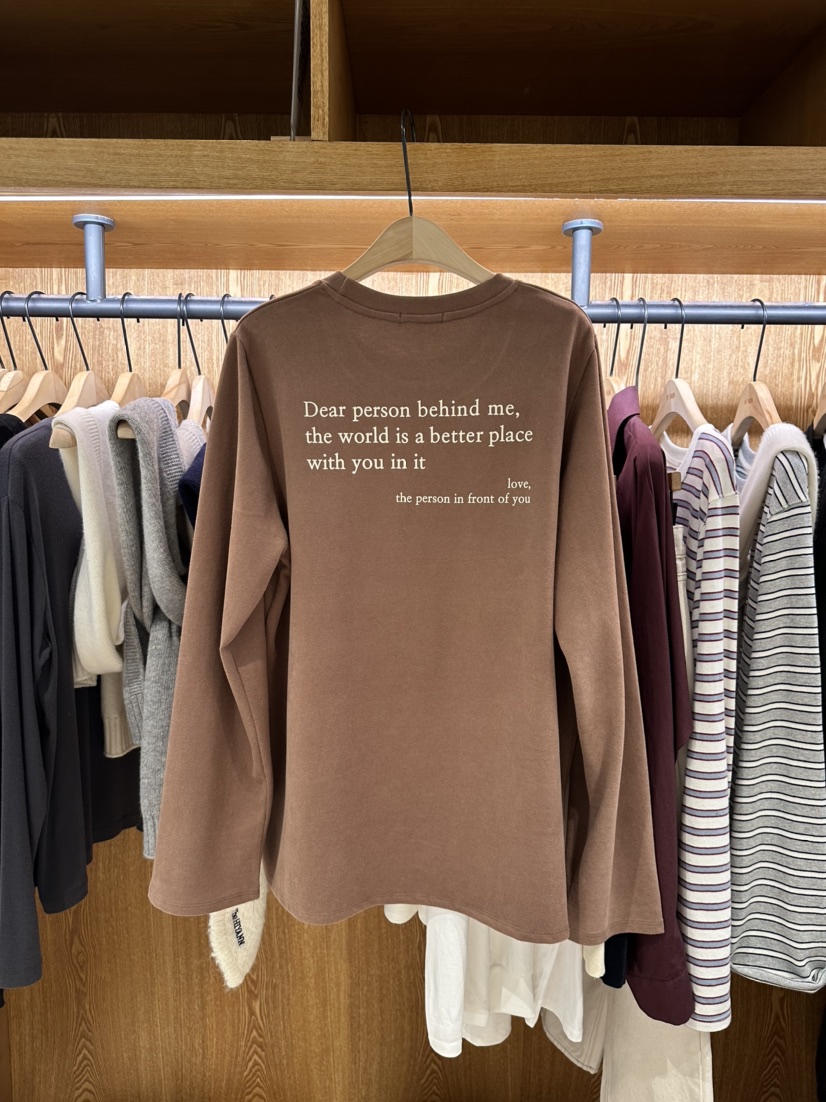 Dear person behind me,
the world is a better place
with you in it
love,
the person in front of you